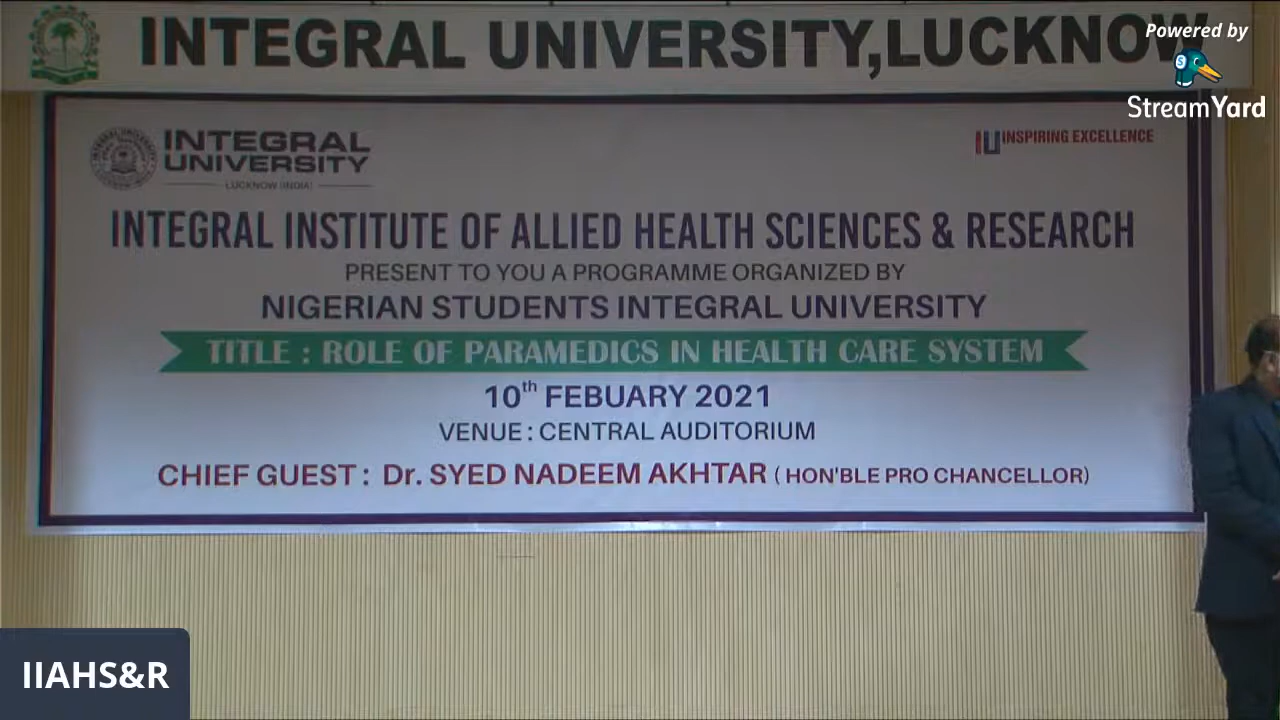 INTEGRAL UNIVERSITY, LUCKNOW
Powered by
StreamYard
INTEGRAL
UNIVERSITY
LUCKNOW (INDIA)
IU INSPIRING EXCELLENCE
INTEGRAL INSTITUTE OF ALLIED HEALTH SCIENCES & RESEARCH
PRESENT TO YOU A PROGRAMME ORGANIZED BY
NIGERIAN STUDENTS INTEGRAL UNIVERSITY
TITLE : ROLE OF PARAMEDICS IN HEALTH CARE SYSTEM
10th FEBUARY 2021
VENUE : CENTRAL AUDITORIUM
CHIEF GUEST : Dr. SYED NADEEM AKHTAR ( HON'BLE PRO CHANCELLOR)
IIAHS&R